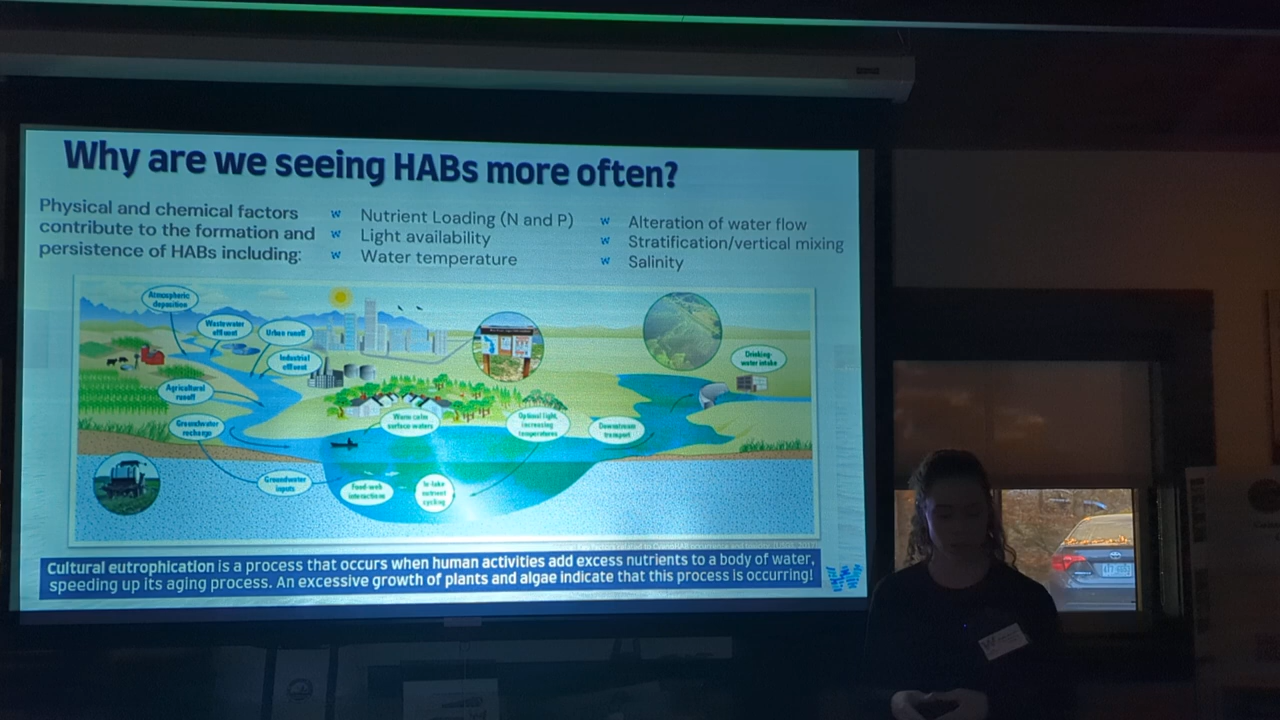 Why are we seeing HABs more often?
Physical and chemical factors
contribute to the formation and
persistence of HABs including:
Nutrient Loading (N and P)
Light availability
Water temperature
Alteration of water flow
Stratification/vertical mixing
Salinity
Atmospheric
deposition
Wastewater
effluent
Urban runoff
Industrial
effluent
Drinking-
water intake
Agricultural
runoff
Groundwater
recharge
Warm calm
surface waters
Optimal light,
increasing
temperatures
Downstream
transport
Groundwater
inputs
Food-web
interactions
In-lake
nutrient
cycling
Cultural eutrophication is a process that occurs when human activities add excess nutrients to a body of water,
speeding up its aging process. An excessive growth of plants and algae indicate that this process is occurring!
W